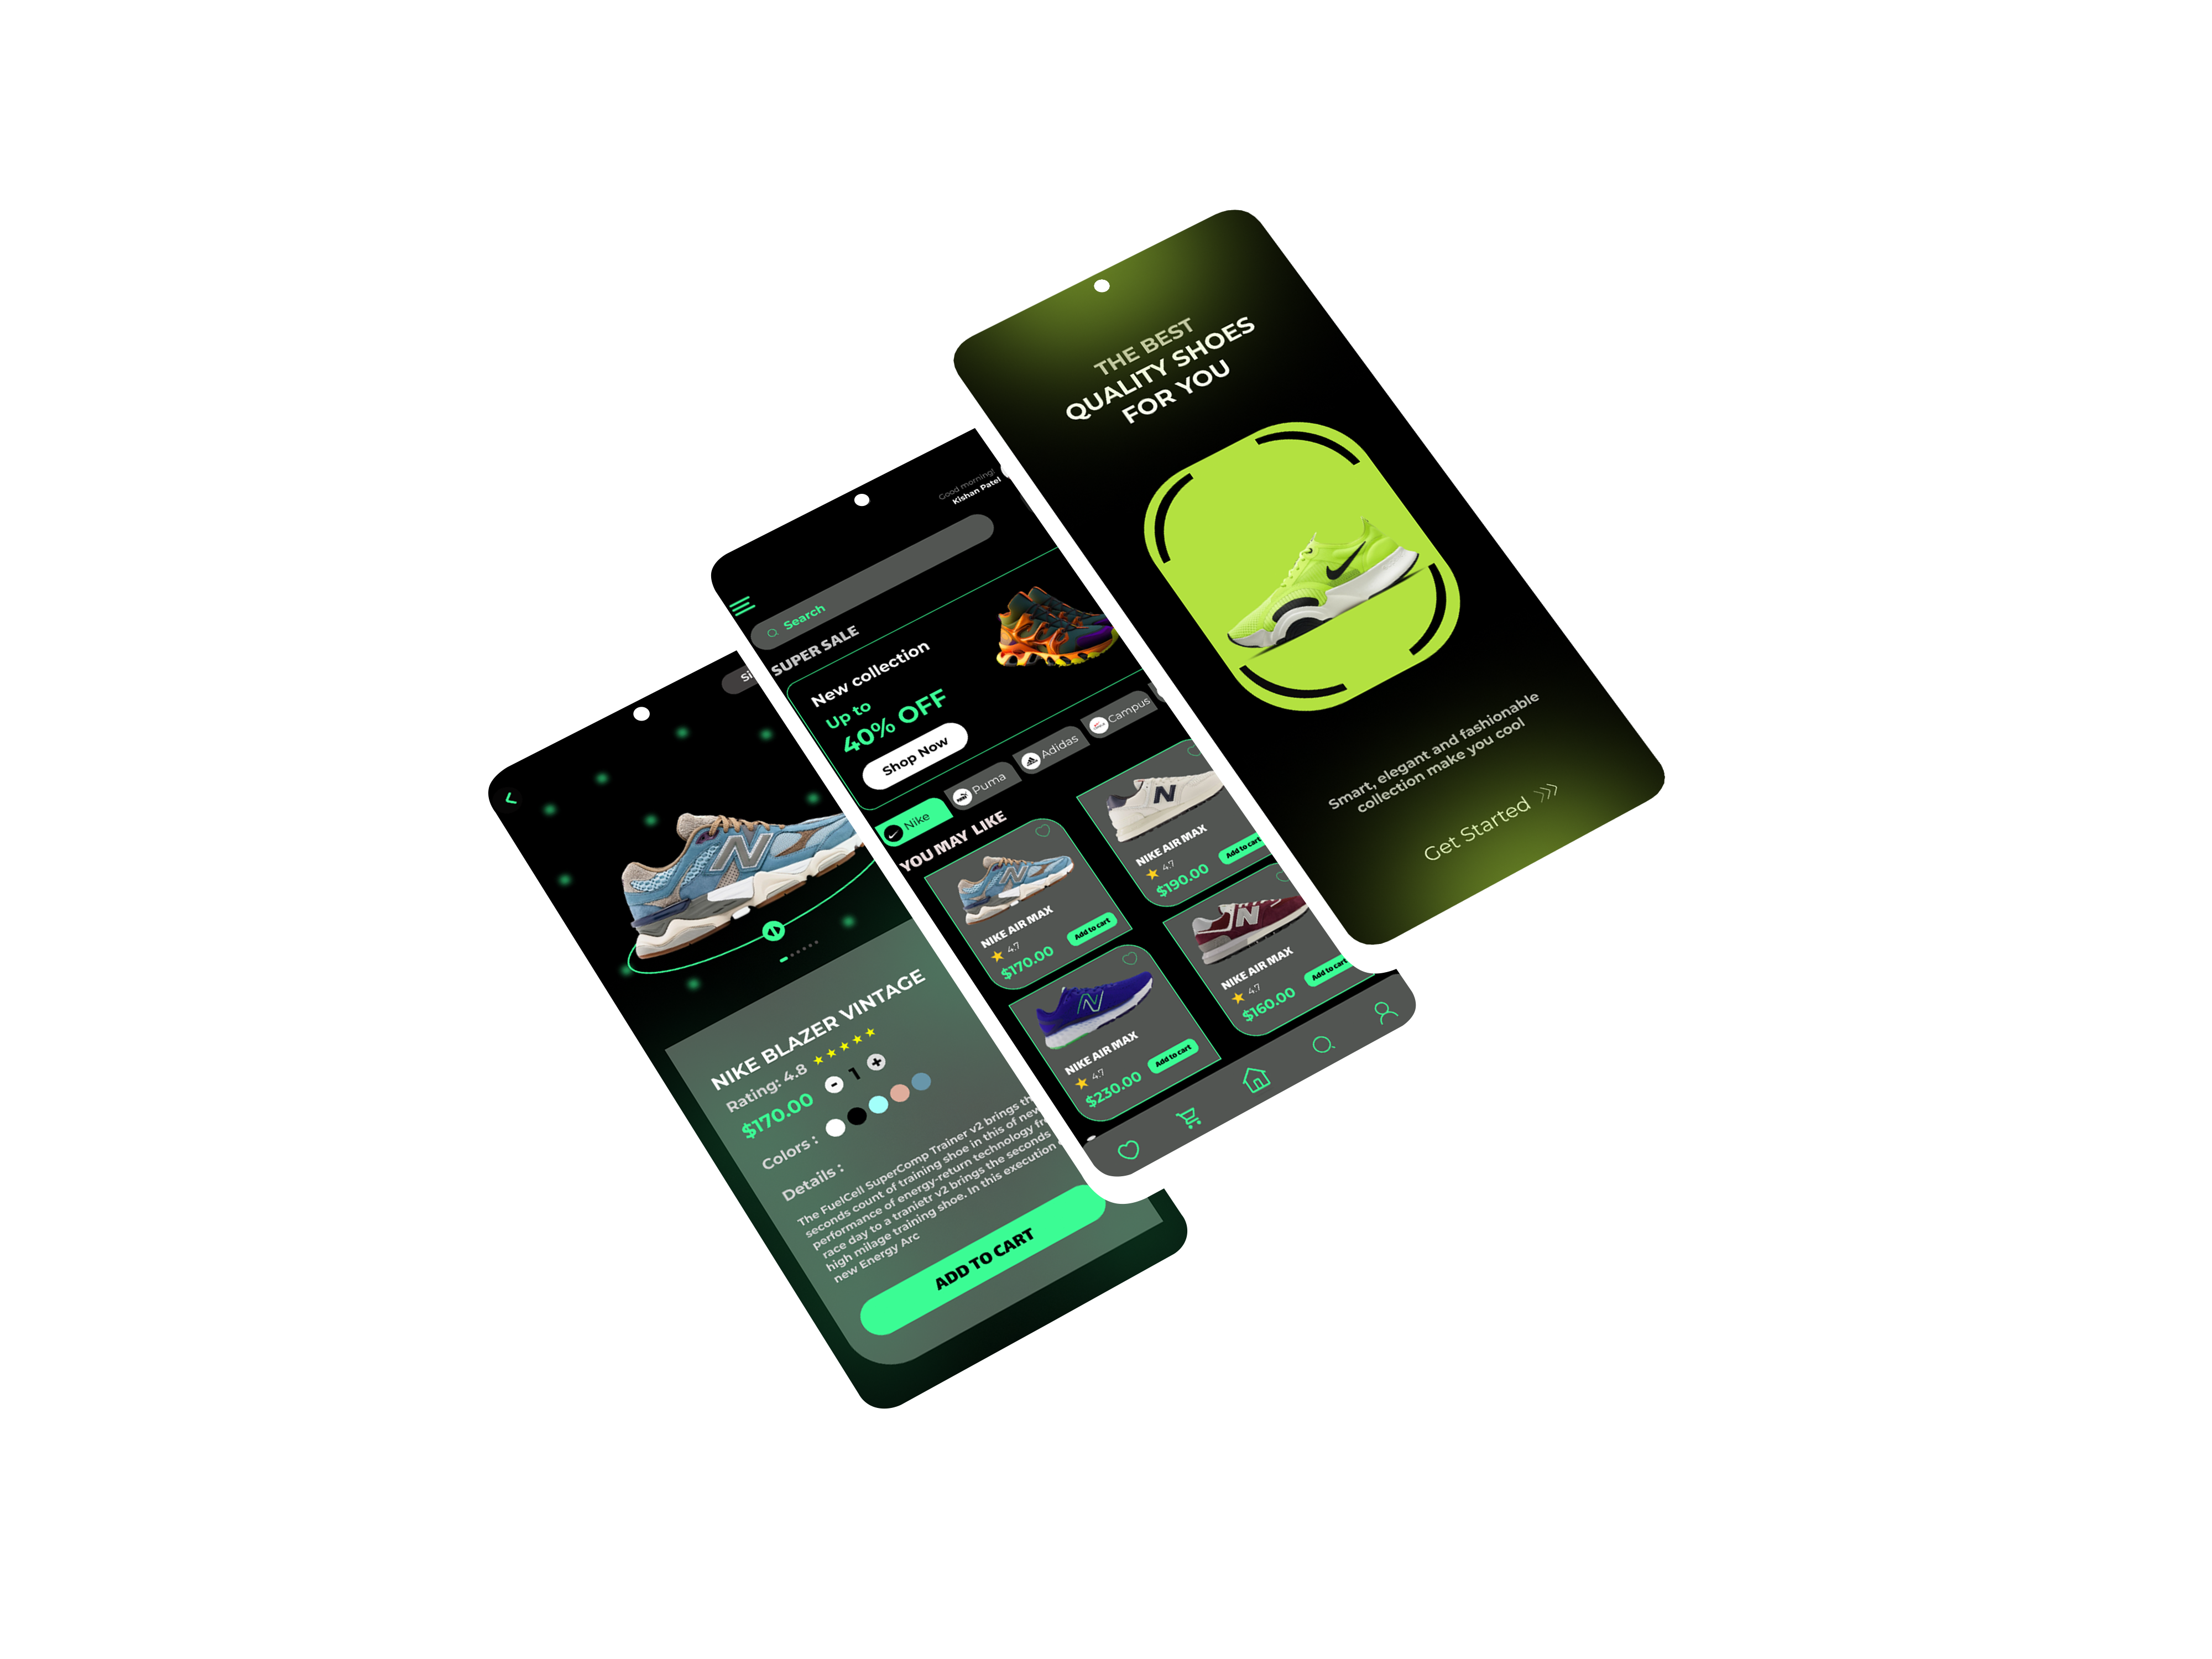 THE BEST
QUALITY SHOES
FOR YOU
Smart, elegant and fashionable
collection make you cool
Get Started
Good morning!
Kishan Patel
Search
SUPER SALE
New collection
Up to
40% OFF
Shop Now
Nike
Puma
Adidas
Campus
YOU MAY LIKE
NIKE AIR MAX
4.7
$170.00
Add to cart
NIKE AIR MAX
4.7
$190.00
Add to cart
NIKE AIR MAX
4.7
$230.00
Add to cart
NIKE AIR MAX
4.7
$160.00
Add to cart
NIKE BLAZER VINTAGE
Rating: 4.8
$170.00
- 1 +
Colors :
Details :
The FuelCell SuperComp Trainer v2 brings
seconds count of training shoe in this of new
performance of energy-return technology
race day to a tranietr v2 brings the seconds
high milage training shoe. In this execution
new Energy Arc
ADD TO CART